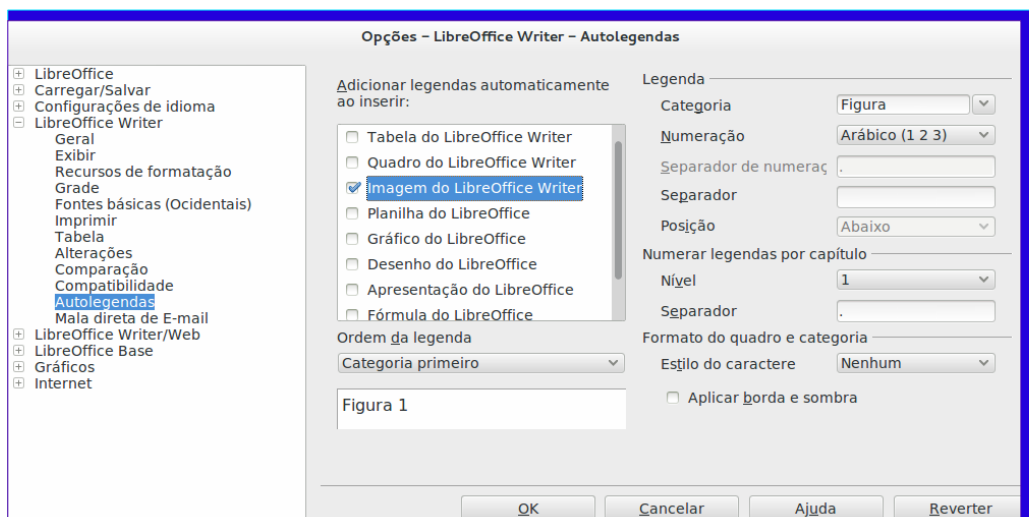 Opções – LibreOffice Writer – Autolegendas
LibreOffice
Carregar/Salvar
Configurações de idioma
LibreOffice Writer
Geral
Exibir
Recursos de formatação
Grade
Fontes básicas (Ocidentais)
Imprimir
Tabela
Alterações
Comparação
Compatibilidade
Autolegendas
Mala direta de E-mail
LibreOffice Writer/Web
LibreOffice Base
Gráficos
Internet
Adicionar legendas automaticamente
ao inserir:
Tabela do LibreOffice Writer
Quadro do LibreOffice Writer
Imagem do LibreOffice Writer
Planilha do LibreOffice
Gráfico do LibreOffice
Desenho do LibreOffice
Apresentação do LibreOffice
Fórmula do LibreOffice
Ordem da legenda
Categoria primeiro
Figura 1
Legenda
Categoria Figura
Numeração Arábico (1 2 3)
Separador de numeraç .
Separador
Posição Abaixo
Numerar legendas por capítulo
Nível 1
Separador .
Formato do quadro e categoria
Estilo do caractere Nenhum
Aplicar borda e sombra
OK Cancelar Ajuda Reverter